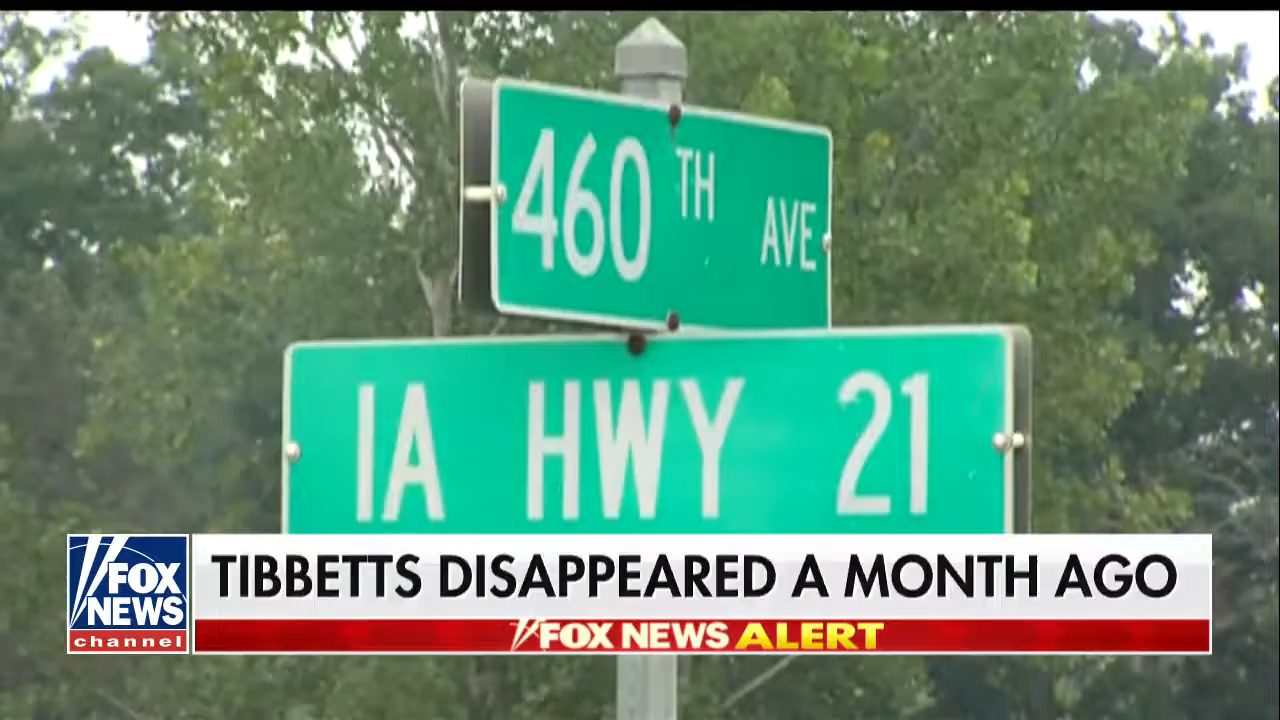 460 TH AVE
IA HWY 21
FOX
NEWS
channel
TIBBETTS DISAPPEARED A MONTH AGO
FOX NEWS ALERT